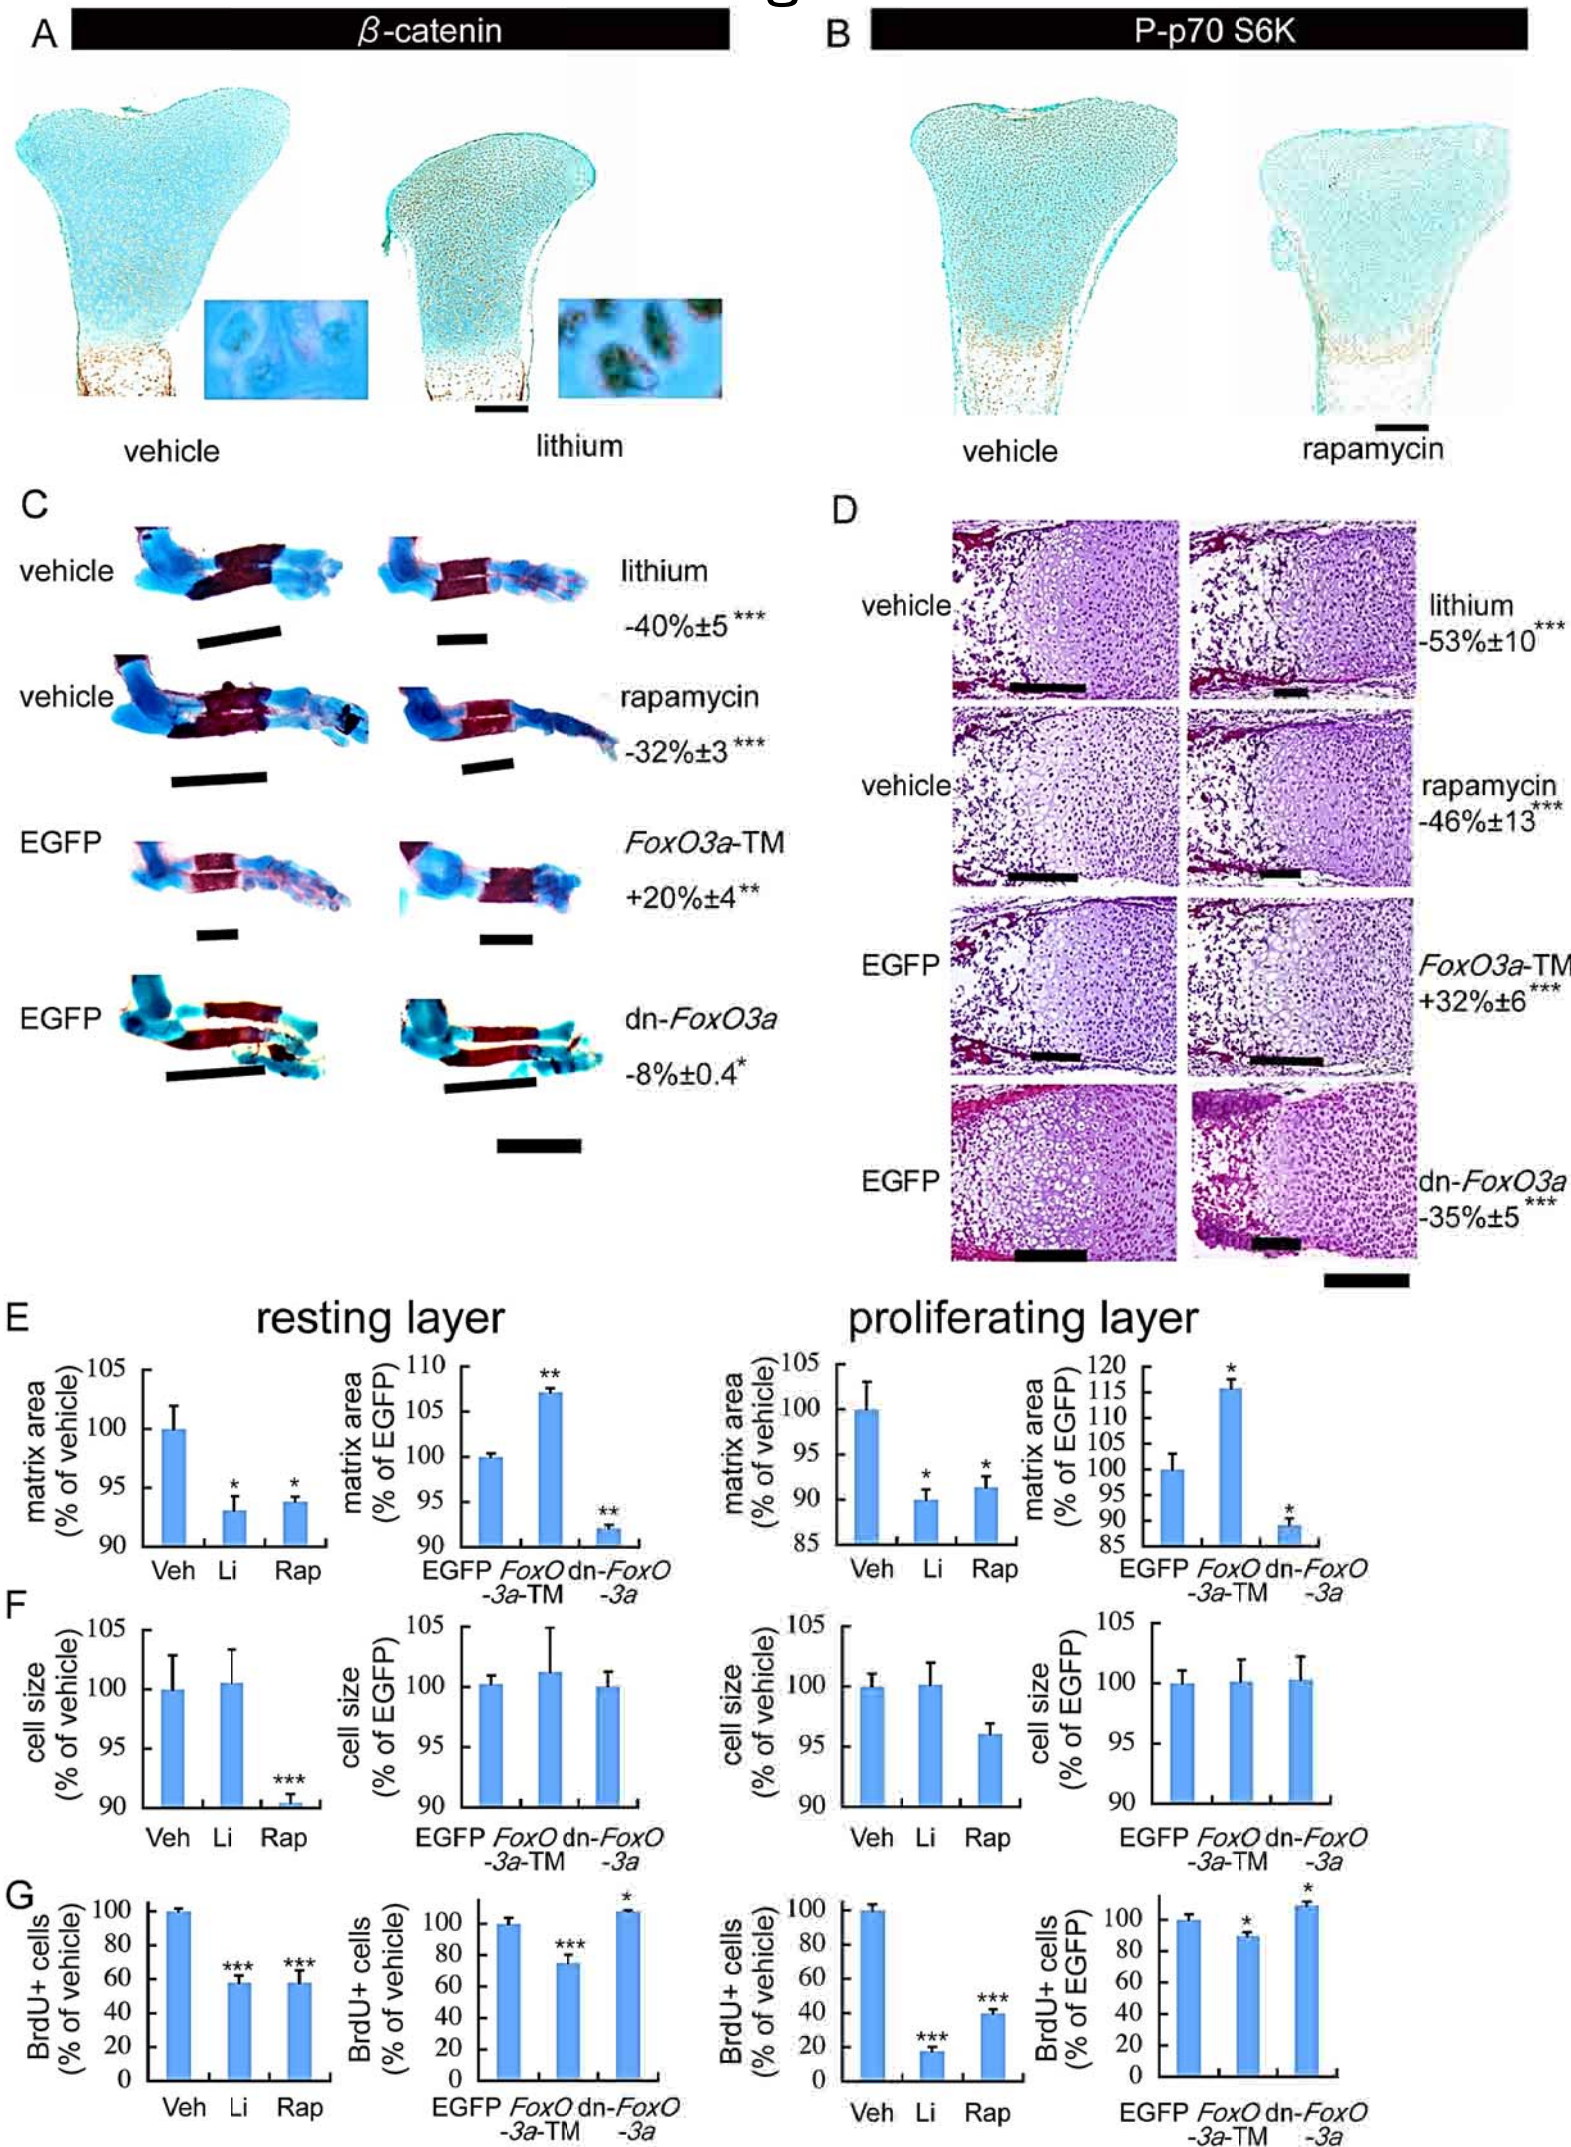 g
A β-catenin B P-p70 S6K
vehicle lithium vehicle rapamycin
C
vehicle lithium
-40%±5***
vehicle rapamycin
-32%±3***
EGFP FoxO3a-TM
+20%±4**
EGFP dn-FoxO3a
-8%±0.4*
D
vehicle lithium
-53%±10***
vehicle rapamycin
-46%±13***
EGFP FoxO3a-TM
+32%±6***
EGFP dn-FoxO3a
-35%±5***
E resting layer proliferating layer
matrix area
(% of vehicle)
105
100
95
90
* *
Veh Li Rap
matrix area
(% of EGFP)
110
105
100
95
90
** **
EGFP FoxO dn-FoxO
-3a-TM -3a
matrix area
(% of vehicle)
105
100
95
90
85
* *
Veh Li Rap
matrix area
(% of EGFP)
120
115
110
105
100
95
90
85
* *
EGFP FoxO dn-FoxO
-3a-TM -3a
F
cell size
(% of vehicle)
105
100
95
90
***
Veh Li Rap
cell size
(% of EGFP)
105
100
95
90
EGFP FoxO dn-FoxO
-3a-TM -3a
cell size
(% of vehicle)
105
100
95
90
Veh Li Rap
cell size
(% of EGFP)
105
100
95
90
EGFP FoxO dn-FoxO
-3a-TM -3a
G
BrdU+ cells
(% of vehicle)
100
80
60
40
20
0
*** ***
Veh Li Rap
BrdU+ cells
(% of vehicle)
100
80
60
40
20
0
*** *
EGFP FoxO dn-FoxO
-3a-TM -3a
BrdU+ cells
(% of vehicle)
100
80
60
40
20
0
*** ***
Veh Li Rap
BrdU+ cells
(% of EGFP)
100
80
60
40
20
0
* *
EGFP FoxO dn-FoxO
-3a-TM -3a